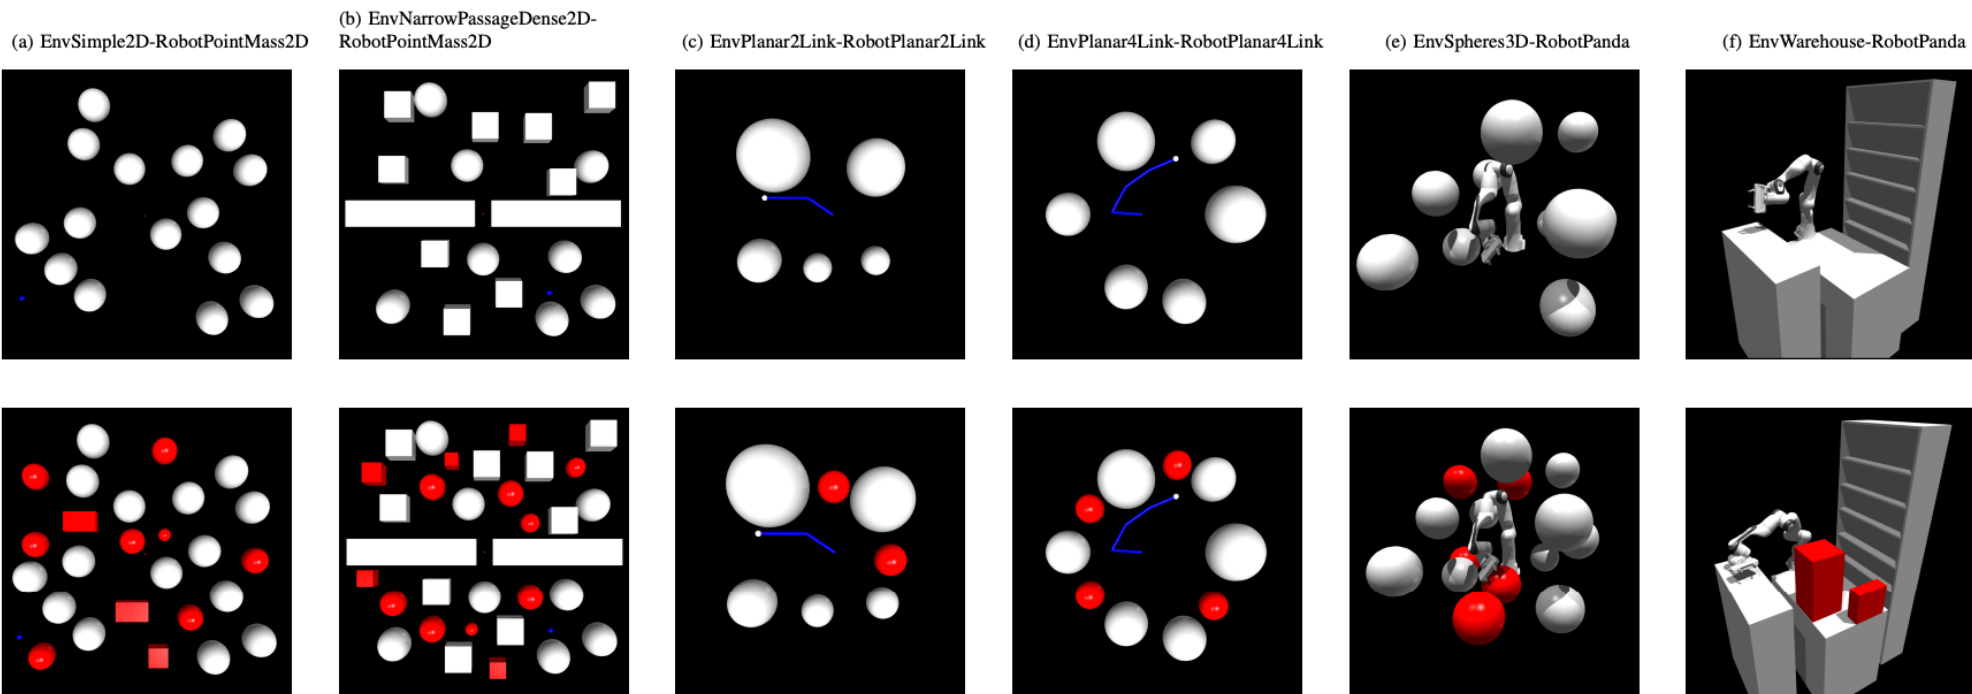 (a) EnvSimple2D-RobotPointMass2D
(b) EnvNarrowPassageDense2D-
RobotPointMass2D
(c) EnvPlanar2Link-RobotPlanar2Link
(d) EnvPlanar4Link-RobotPlanar4Link
(e) EnvSpheres3D-RobotPanda
(f) EnvWarehouse-RobotPanda